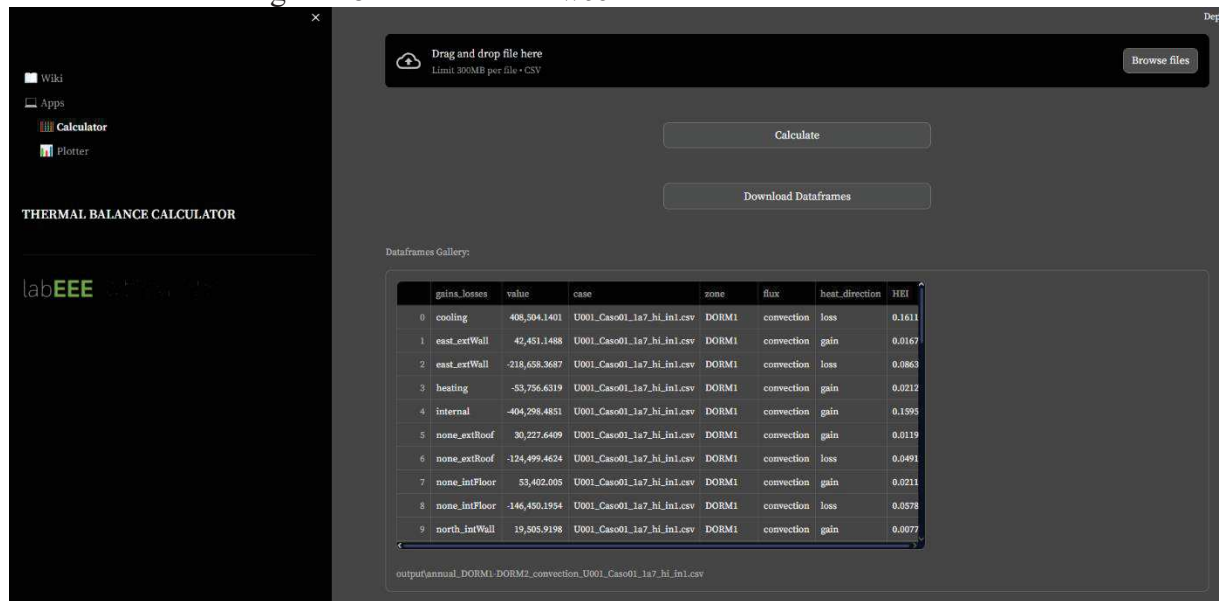 ×
Wiki
Apps
Calculator
Plotter
THERMAL BALANCE CALCULATOR
labEEE
Dep
Drag and drop file here
Limit 300MB per file • CSV
Browse files
Calculate
Download Dataframes
Dataframes Gallery:
gains_losses value case zone flux heat_direction HEI
0 cooling 408,504.1401 U001_Caso01_1a7_hi_in1.csv DORM1 convection loss 0.1611
1 east_extWall 42,451.1488 U001_Caso01_1a7_hi_in1.csv DORM1 convection gain 0.0167
2 east_extWall -218,658.3687 U001_Caso01_1a7_hi_in1.csv DORM1 convection loss 0.0863
3 heating -53,756.6319 U001_Caso01_1a7_hi_in1.csv DORM1 convection gain 0.0212
4 internal -404,298.4851 U001_Caso01_1a7_hi_in1.csv DORM1 convection gain 0.1595
5 none_extRoof 30,227.6409 U001_Caso01_1a7_hi_in1.csv DORM1 convection gain 0.0119
6 none_extRoof -124,499.4624 U001_Caso01_1a7_hi_in1.csv DORM1 convection loss 0.0491
7 none_intFloor 53,402.005 U001_Caso01_1a7_hi_in1.csv DORM1 convection gain 0.0211
8 none_intFloor -146,450.1954 U001_Caso01_1a7_hi_in1.csv DORM1 convection loss 0.0578
9 north_intWall 19,505.9198 U001_Caso01_1a7_hi_in1.csv DORM1 convection gain 0.0077
output\annual_DORM1-DORM2_convection_U001_Caso01_1a7_hi_in1.csv